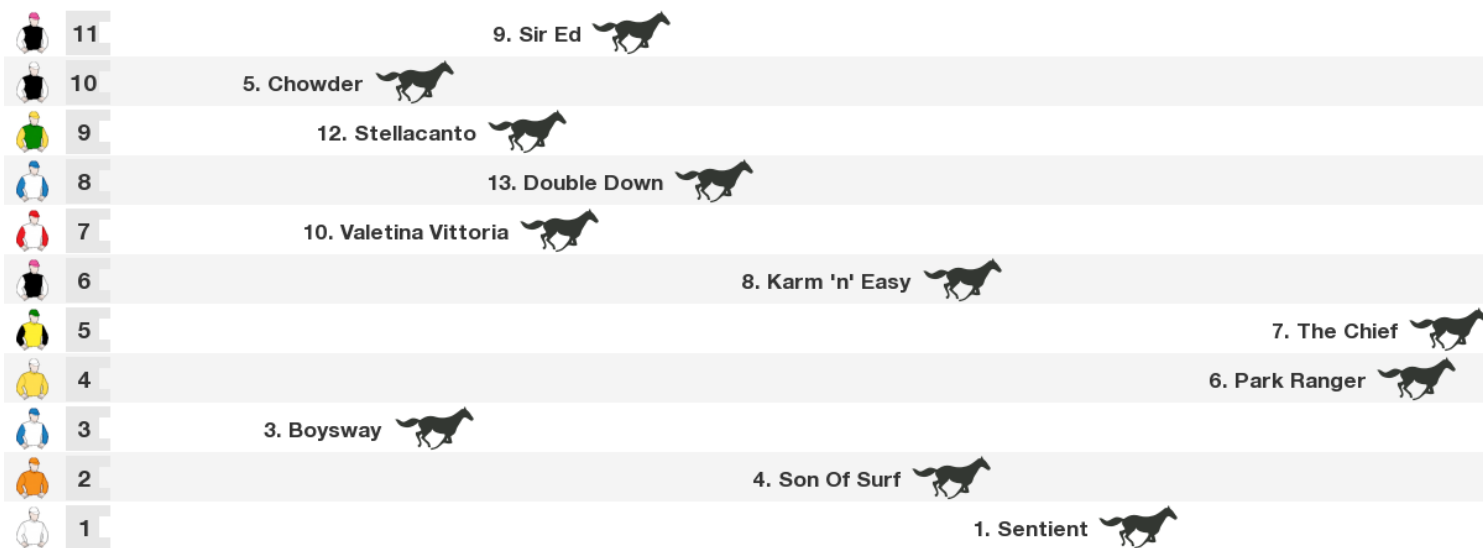 11 9. Sir Ed
10 5. Chowder
9 12. Stellacanto
8 13. Double Down
7 10. Valetina Vittoria
6 8. Karm 'n' Easy
5 7. The Chief
4 6. Park Ranger
3 3. Boysway
2 4. Son Of Surf
1 1. Sentient